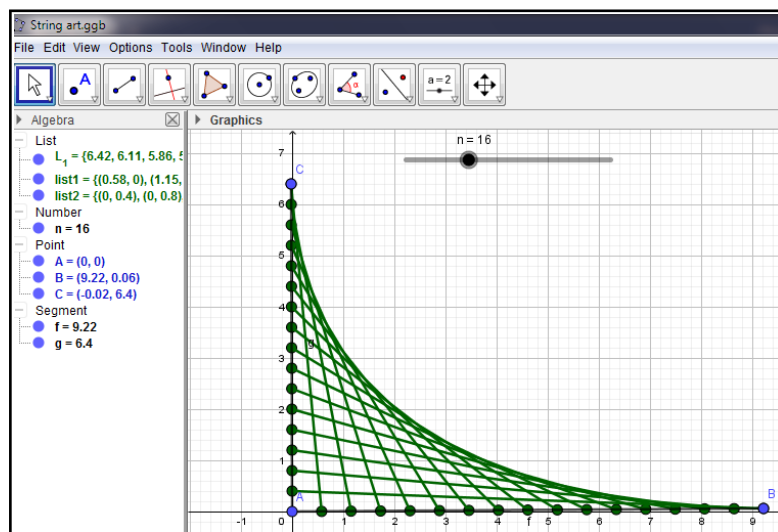 String art.ggb
File Edit View Options Tools Window Help
A
α
a = 2
Algebra
Graphics
List
L1 = {6.42, 6.11, 5.86, 5
list1 = {(0.58, 0), (1.15,
list2 = {(0, 0.4), (0, 0.8)
Number
n = 16
Point
A = (0, 0)
B = (9.22, 0.06)
C = (-0.02, 6.4)
Segment
f = 9.22
g = 6.4
n = 16
7
C
6
5
4
g
3
2
1
A
B
-1 0 1 2 3 4 f 5 6 7 8 9